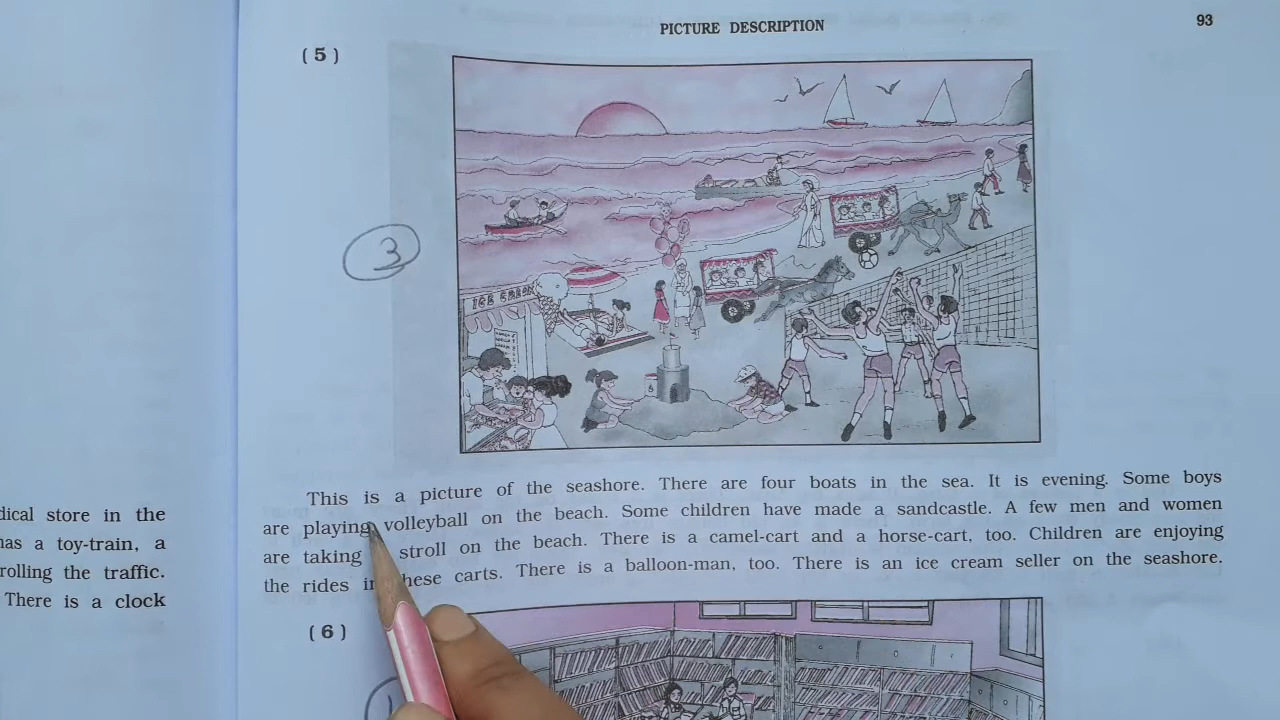 PICTURE DESCRIPTION
93
(5)
3
ICE CREAM
This is a picture of the seashore. There are four boats in the sea. It is evening. Some boys
are playing volleyball on the beach. Some children have made a sandcastle. A few men and women
are taking stroll on the beach. There is a camel-cart and a horse-cart, too. Children are enjoying
the rides in these carts. There is a balloon-man, too. There is an ice cream seller on the seashore.
dical store in the
has a toy-train, a
rolling the traffic.
There is a clock
(6)